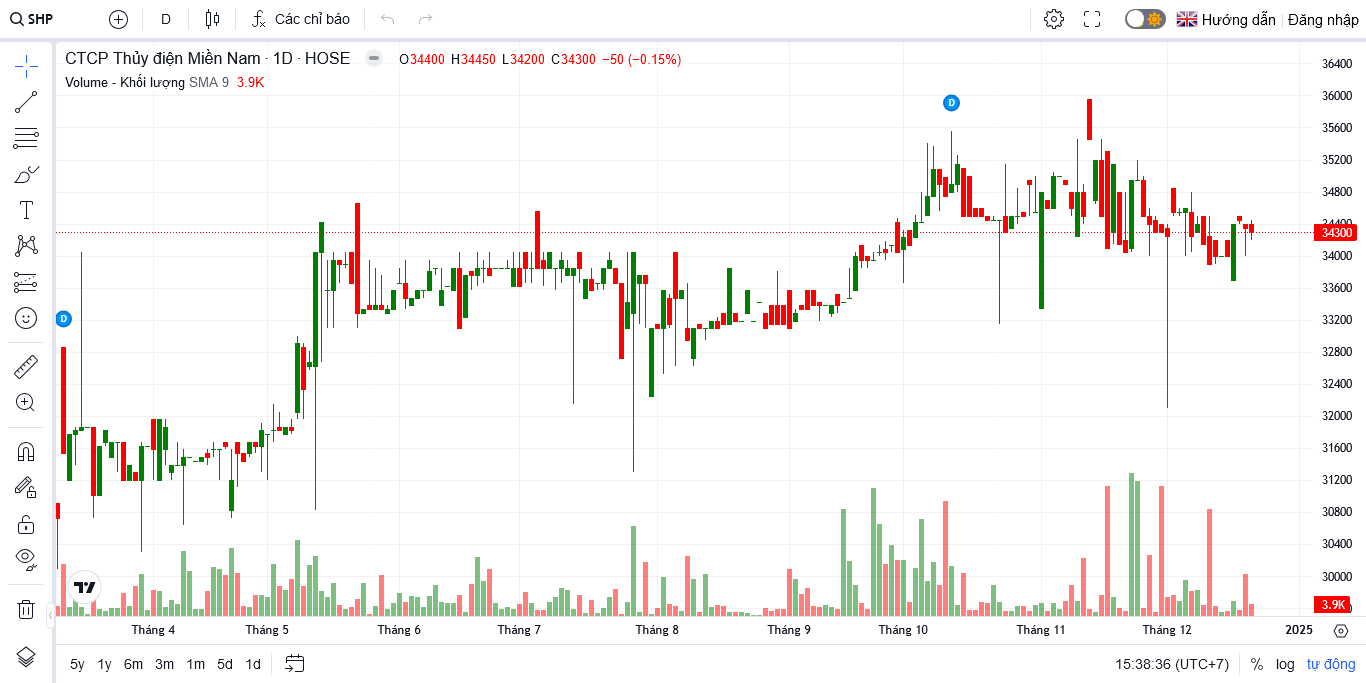 SHP D Các chỉ báo Hướng dẫn Đăng nhập
CTCP Thủy điện Miền Nam · 1D · HOSE O34400 H34450 L34200 C34300 −50 (−0.15%)
Volume - Khối lượng SMA 9 3.9K
D
D
36400
36000
35600
35200
34800
34400
34300
34000
33600
33200
32800
32400
32000
31600
31200
30800
30400
30000
3.9K
Tháng 4 Tháng 5 Tháng 6 Tháng 7 Tháng 8 Tháng 9 Tháng 10 Tháng 11 Tháng 12 2025
5y 1y 6m 3m 1m 5d 1d 15:38:36 (UTC+7) % log tự động